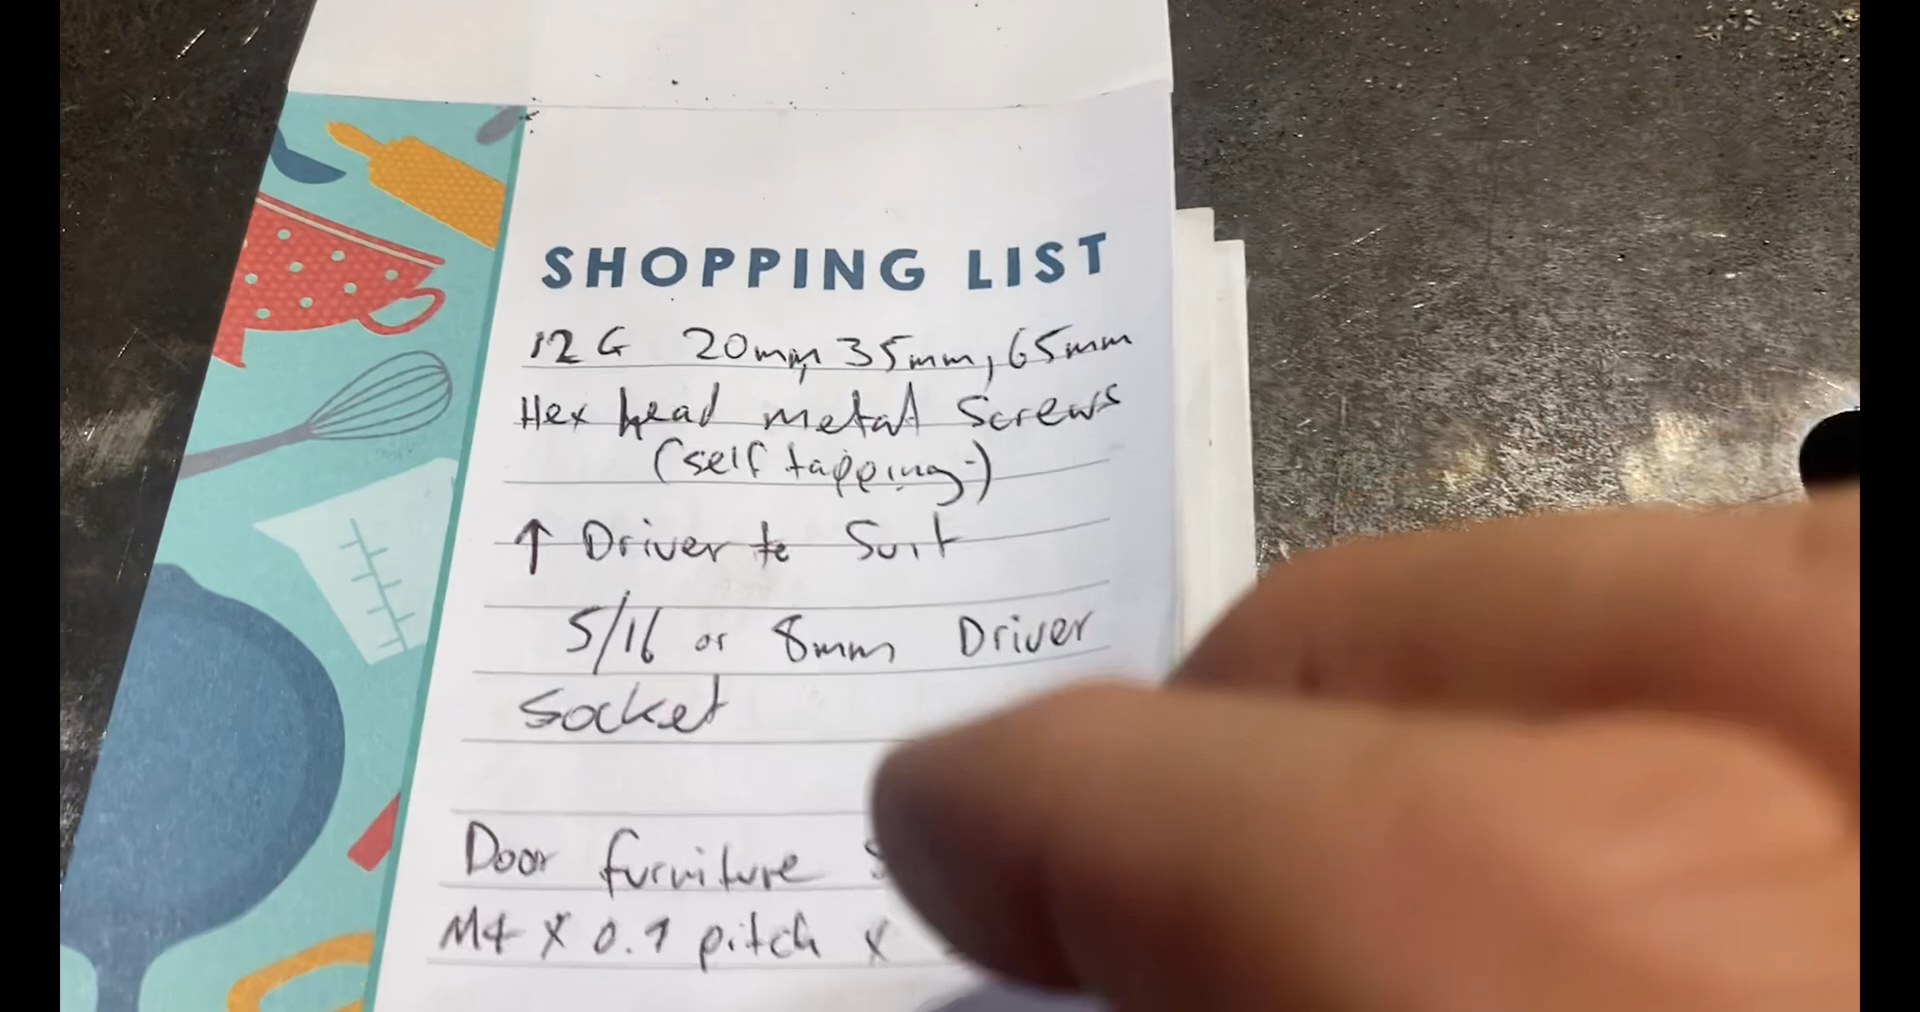 SHOPPING LIST
12G 20mm, 35mm, 65mm
Hex head metal Screws
(self tapping)
↑ Driver to Suit
5/16 or 8mm Driver
Socket
Door furniture
M4 X 0.7 pitch X